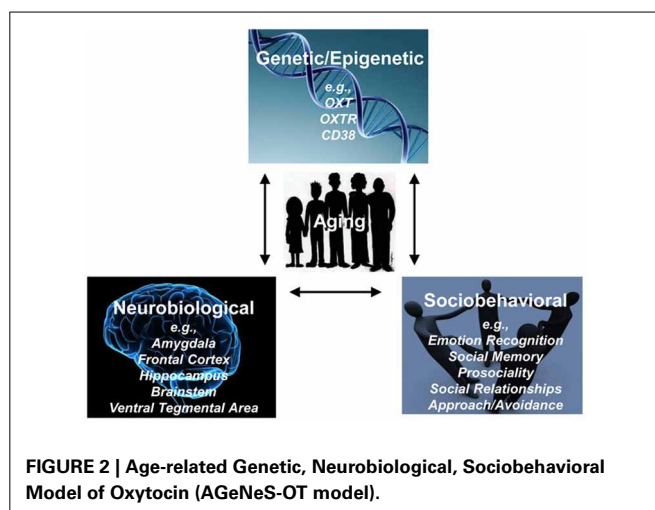 Genetic/Epigenetic
e.g.,
OXT
OXTR
CD38
Aging
Neurobiological
e.g.,
Amygdala
Frontal Cortex
Hippocampus
Brainstem
Ventral Tegmental Area
Sociobehavioral
e.g.,
Emotion Recognition
Social Memory
Prosociality
Social Relationships
Approach/Avoidance
FIGURE 2 | Age-related Genetic, Neurobiological, Sociobehavioral
Model of Oxytocin (AGeNeS-OT model).